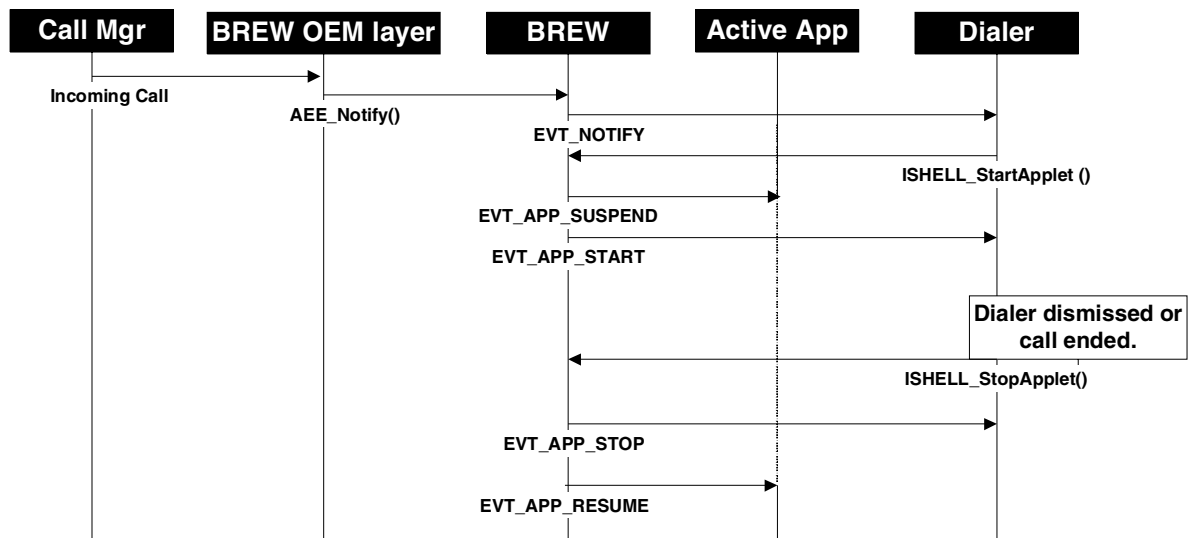 Call Mgr
BREW OEM layer
BREW
Active App
Dialer
Incoming Call
AEE_Notify()
EVT_NOTIFY
ISHELL_StartApplet ()
EVT_APP_SUSPEND
EVT_APP_START
Dialer dismissed or
call ended.
ISHELL_StopApplet()
EVT_APP_STOP
EVT_APP_RESUME